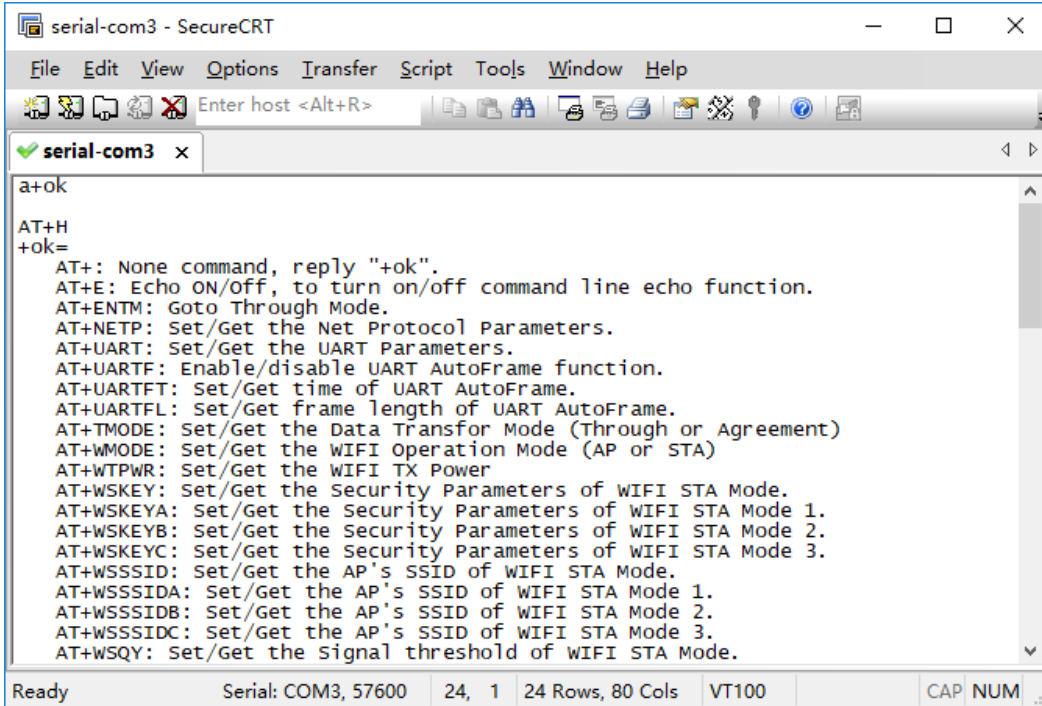 serial-com3 - SecureCRT
File Edit View Options Transfer Script Tools Window Help
Enter host <Alt+R>
serial-com3 x
a+ok
AT+H
+ok=
AT+: None command, reply "+ok".
AT+E: Echo ON/Off, to turn on/off command line echo function.
AT+ENTM: Goto Through Mode.
AT+NETP: Set/Get the Net Protocol Parameters.
AT+UART: Set/Get the UART Parameters.
AT+UARTF: Enable/disable UART AutoFrame function.
AT+UARTFT: Set/Get time of UART AutoFrame.
AT+UARTFL: Set/Get frame length of UART AutoFrame.
AT+TMODE: Set/Get the Data Transfor Mode (Through or Agreement)
AT+WMODE: Set/Get the WIFI Operation Mode (AP or STA)
AT+WTPWR: Set/Get the WIFI TX Power
AT+WSKEY: Set/Get the Security Parameters of WIFI STA Mode.
AT+WSKEYA: Set/Get the Security Parameters of WIFI STA Mode 1.
AT+WSKEYB: Set/Get the Security Parameters of WIFI STA Mode 2.
AT+WSKEYC: Set/Get the Security Parameters of WIFI STA Mode 3.
AT+WSSSID: Set/Get the AP's SSID of WIFI STA Mode.
AT+WSSSIDA: Set/Get the AP's SSID of WIFI STA Mode 1.
AT+WSSSIDB: Set/Get the AP's SSID of WIFI STA Mode 2.
AT+WSSSIDC: Set/Get the AP's SSID of WIFI STA Mode 3.
AT+WSQY: Set/Get the Signal threshold of WIFI STA Mode.
Ready Serial: COM3, 57600 24, 1 24 Rows, 80 Cols VT100 CAP NUM